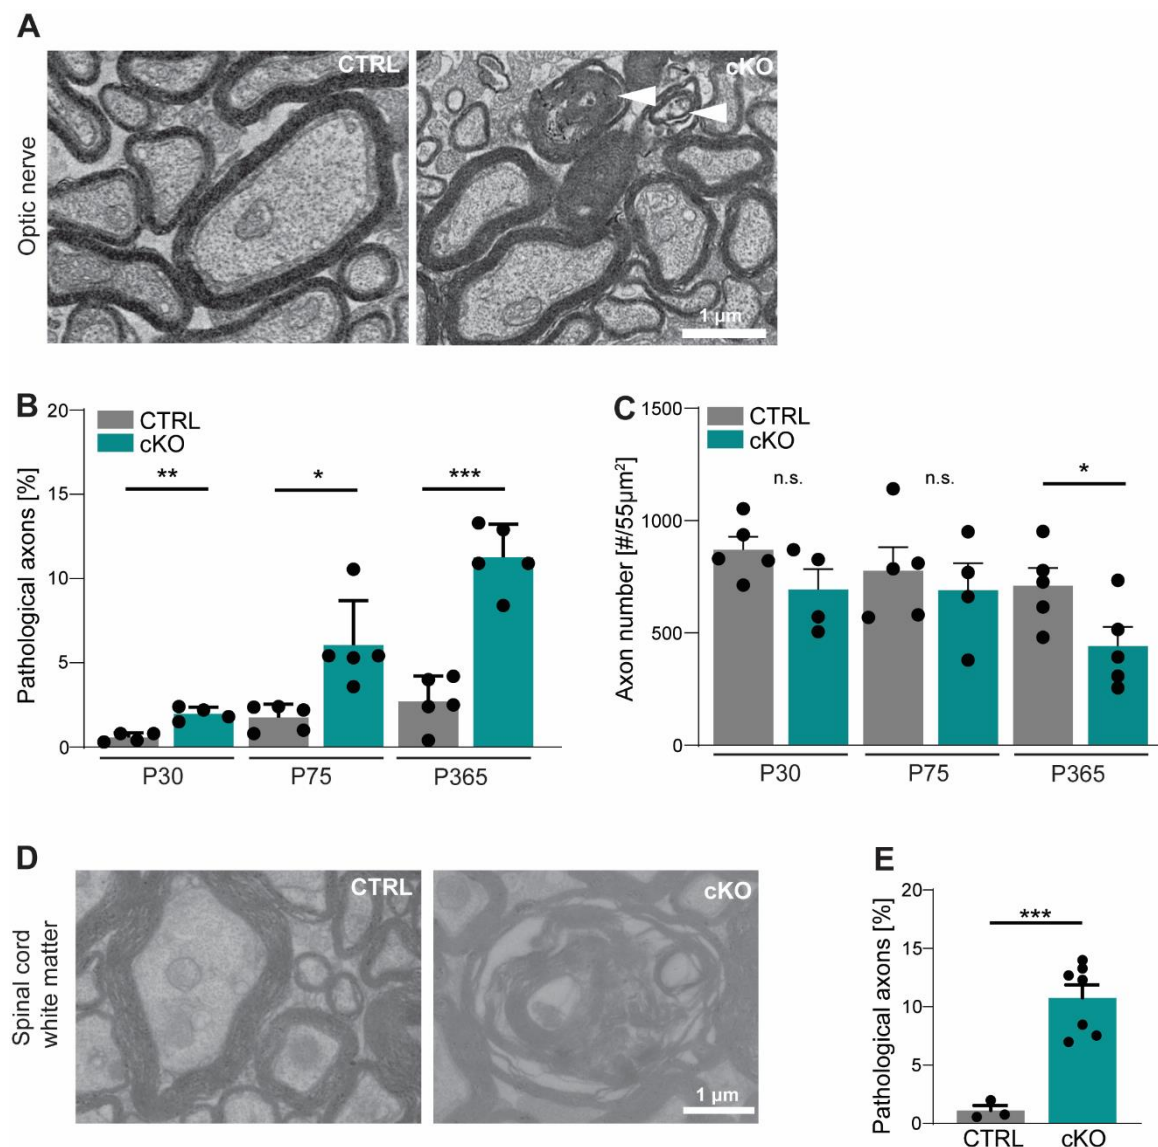 A
Optic nerve
CTRL
cKO
1 µm
B
Pathological axons [%]
20
15
10
5
0
CTRL
cKO
**
*
***
P30
P75
P365
C
Axon number [#/55µm²]
1500
1000
500
0
CTRL
cKO
n.s.
n.s.
*
P30
P75
P365
D
Spinal cord
white matter
CTRL
cKO
1 µm
E
Pathological axons [%]
20
15
10
5
0
***
CTRL
cKO